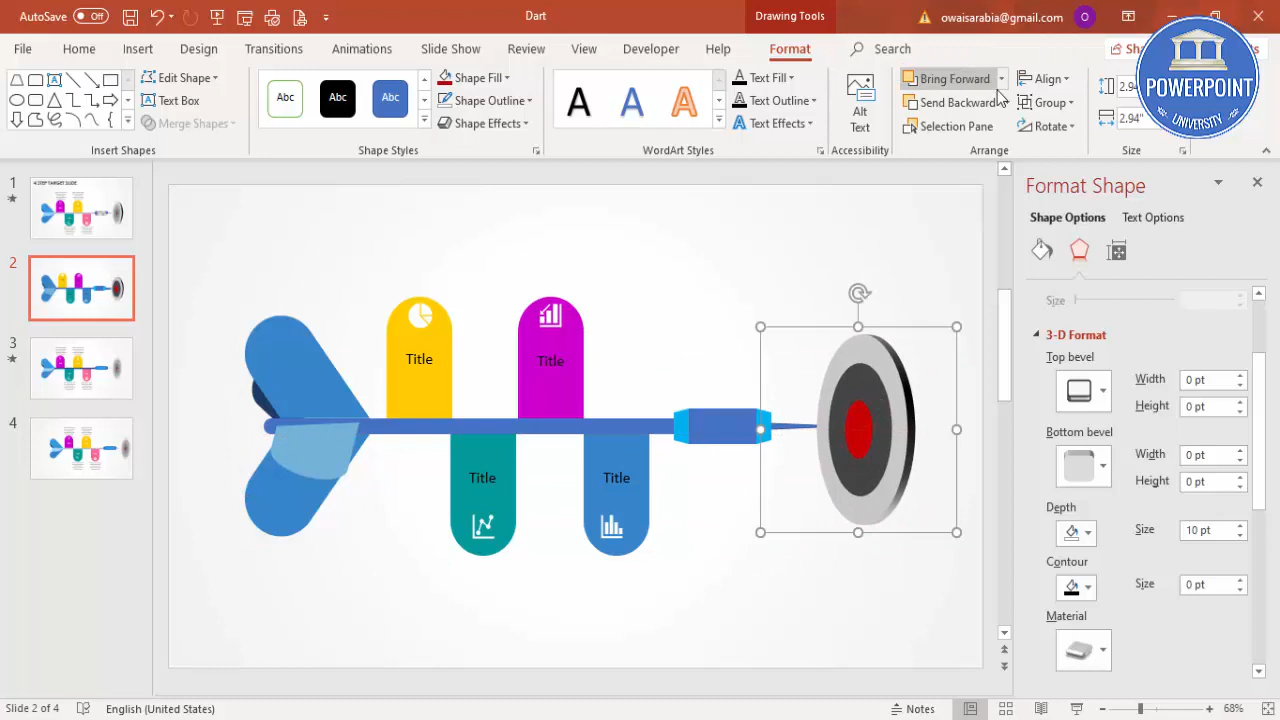 AutoSave Off Dart Drawing Tools owaisarabia@gmail.com O
File Home Insert Design Transitions Animations Slide Show Review View Developer Help Format Search
Edit Shape Text Box Merge Shapes
Insert Shapes
Abc Abc Abc
Shape Fill Shape Outline Shape Effects
Shape Styles
A A A
Text Fill Text Outline Text Effects
WordArt Styles
Alt Text
Accessibility
Bring Forward Send Backward Selection Pane
Align Group Rotate
Arrange
2.94"
Size
POWERPOINT
UNIVERSITY
1
4 STEP TARGET SLIDE
2
3
4
Title
Title
Title
Title
Format Shape
Shape Options Text Options
Size
3-D Format
Top bevel
Width 0 pt
Height 0 pt
Bottom bevel
Width 0 pt
Height 0 pt
Depth
Size 10 pt
Contour
Size 0 pt
Material
Slide 2 of 4 English (United States) Notes 68%